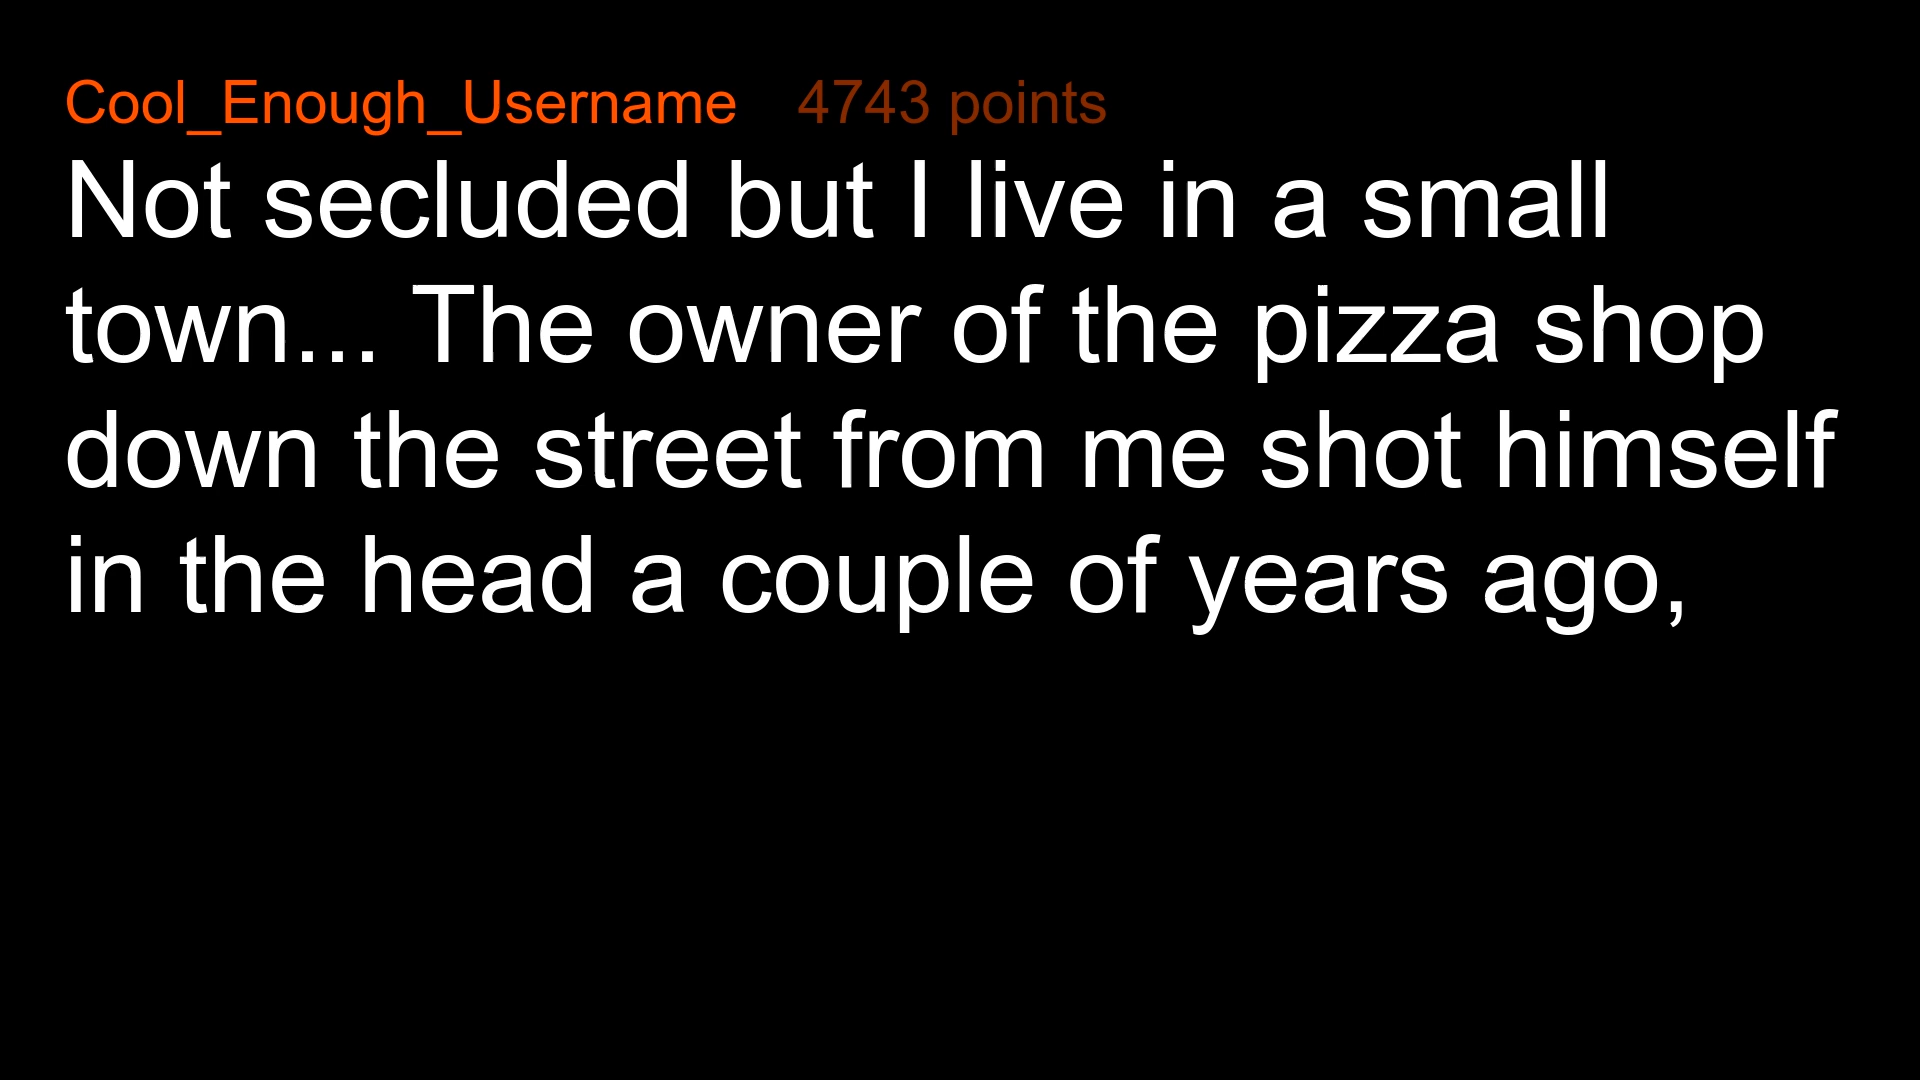 Cool_Enough_Username 4743 points
Not secluded but I live in a small
town... The owner of the pizza shop
down the street from me shot himself
in the head a couple of years ago,